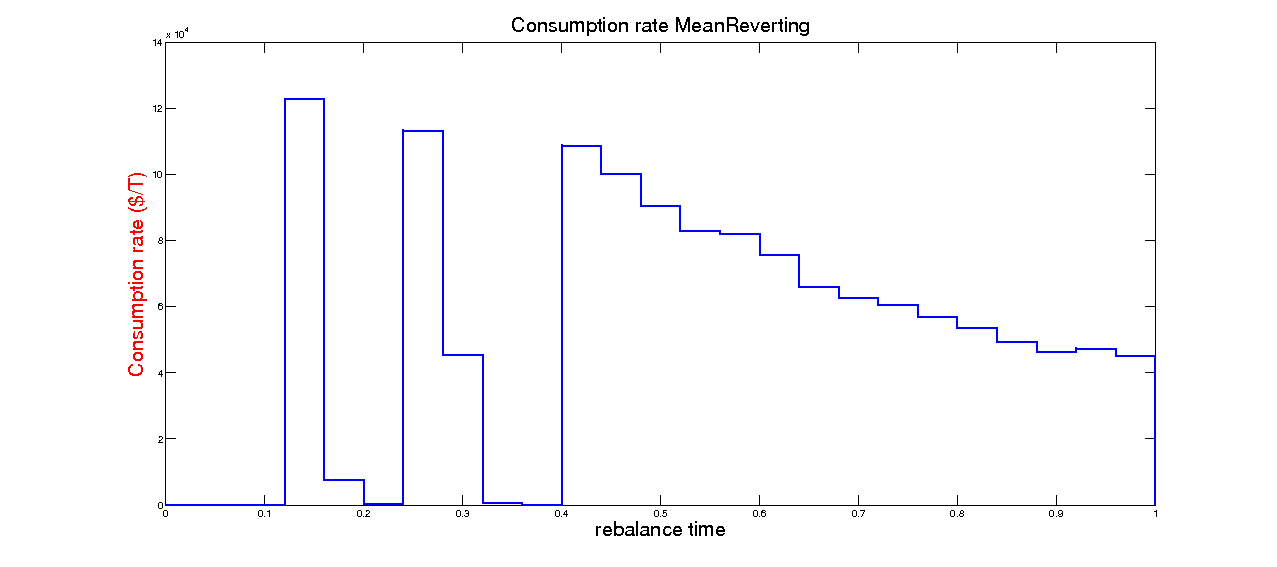 Consumption rate MeanReverting
x 10^4
14
12
10
8
6
4
2
0
Consumption rate ($/T)
0 0.1 0.2 0.3 0.4 0.5 0.6 0.7 0.8 0.9 1
rebalance time